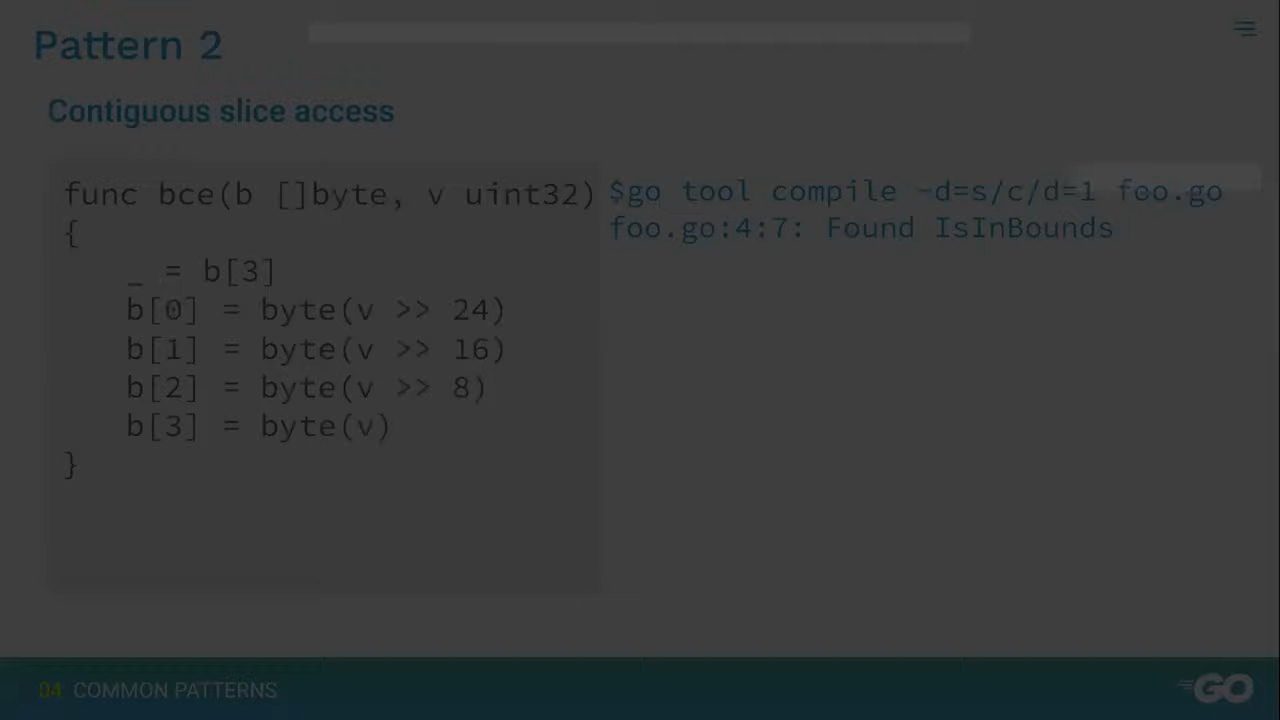 Pattern 2
Contiguous slice access
func bce(b []byte, v uint32)
{
_ = b[3]
b[0] = byte(v >> 24)
b[1] = byte(v >> 16)
b[2] = byte(v >> 8)
b[3] = byte(v)
}
$go tool compile -d=s/c/d=1 foo.go
foo.go:4:7: Found IsInBounds
04 COMMON PATTERNS
GO